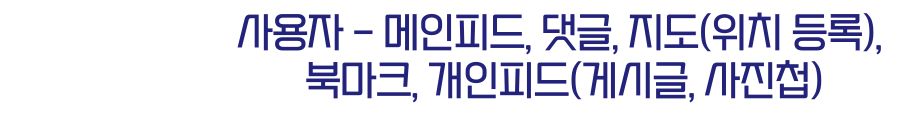 사용자 - 메인피드, 댓글, 지도(위치 등록),
북마크, 개인피드(게시글, 사진첩)